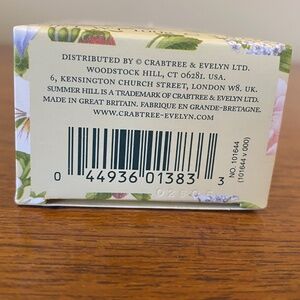 DISTRIBUTED BY © CRABTREE & EVELYN LTD.
WOODSTOCK HILL, CT 06281. USA.
6, KENSINGTON CHURCH STREET, LONDON W8. UK.
SUMMER HILL IS A TRADEMARK OF CRABTREE & EVELYN LTD.
MADE IN GREAT BRITAIN. FABRIQUE EN GRANDE-BRETAGNE.
WWW.CRABTREE-EVELYN.COM
0 44936 01383 3
NO. 101644
(101644 v 000)